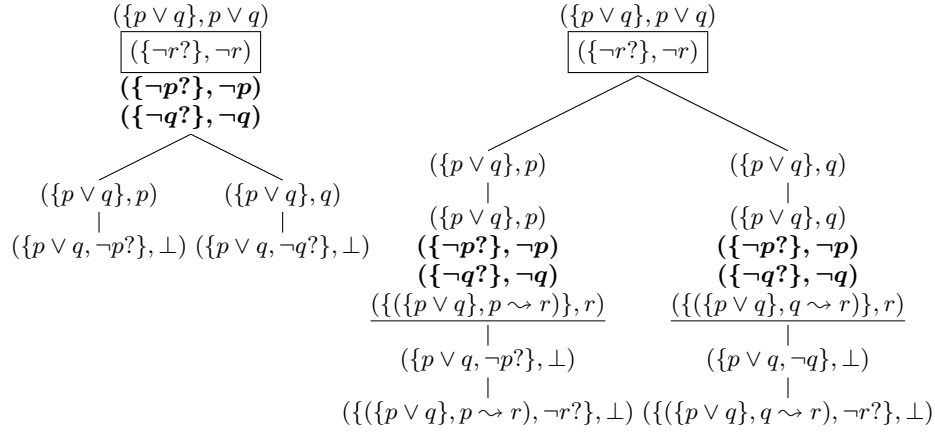 ({p ∨ q}, p ∨ q)
({¬r?}, ¬r)
({¬p?}, ¬p)
({¬q?}, ¬q)
({p ∨ q}, p) ({p ∨ q}, q)
({p ∨ q, ¬p?}, ⊥) ({p ∨ q, ¬q?}, ⊥)
({p ∨ q}, p ∨ q)
({¬r?}, ¬r)
({p ∨ q}, p) ({p ∨ q}, q)
({p ∨ q}, p) ({p ∨ q}, q)
({¬p?}, ¬p) ({¬p?}, ¬p)
({¬q?}, ¬q) ({¬q?}, ¬q)
({({p ∨ q}, p ⇝ r)}, r) ({({p ∨ q}, q ⇝ r)}, r)
({p ∨ q, ¬p?}, ⊥) ({p ∨ q, ¬q}, ⊥)
({({p ∨ q}, p ⇝ r), ¬r?}, ⊥) ({({p ∨ q}, q ⇝ r), ¬r?}, ⊥)